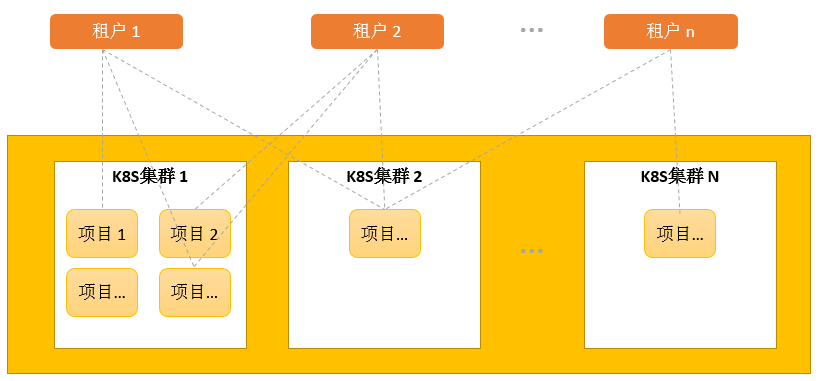 租户 1
租户 2
...
租户 n
K8S集群 1
K8S集群 2
K8S集群 N
项目 1
项目 2
项目...
项目...
项目...
项目...
...